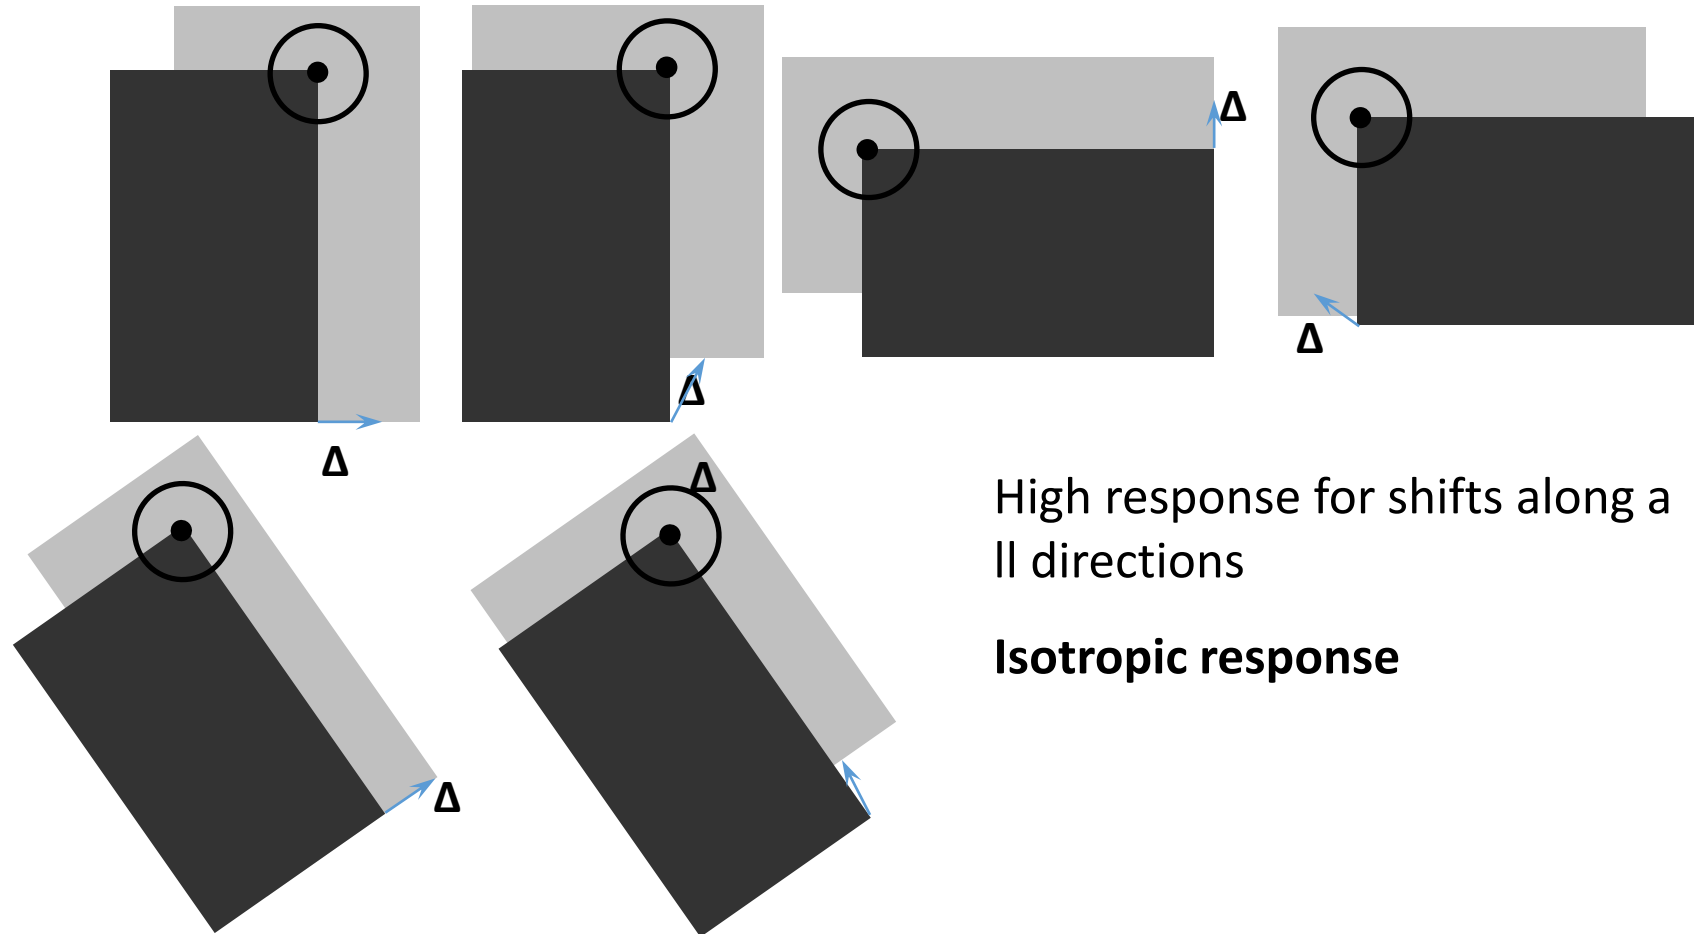 Δ
Δ
Δ
Δ
Δ
Δ
High response for shifts along a
ll directions
Isotropic response